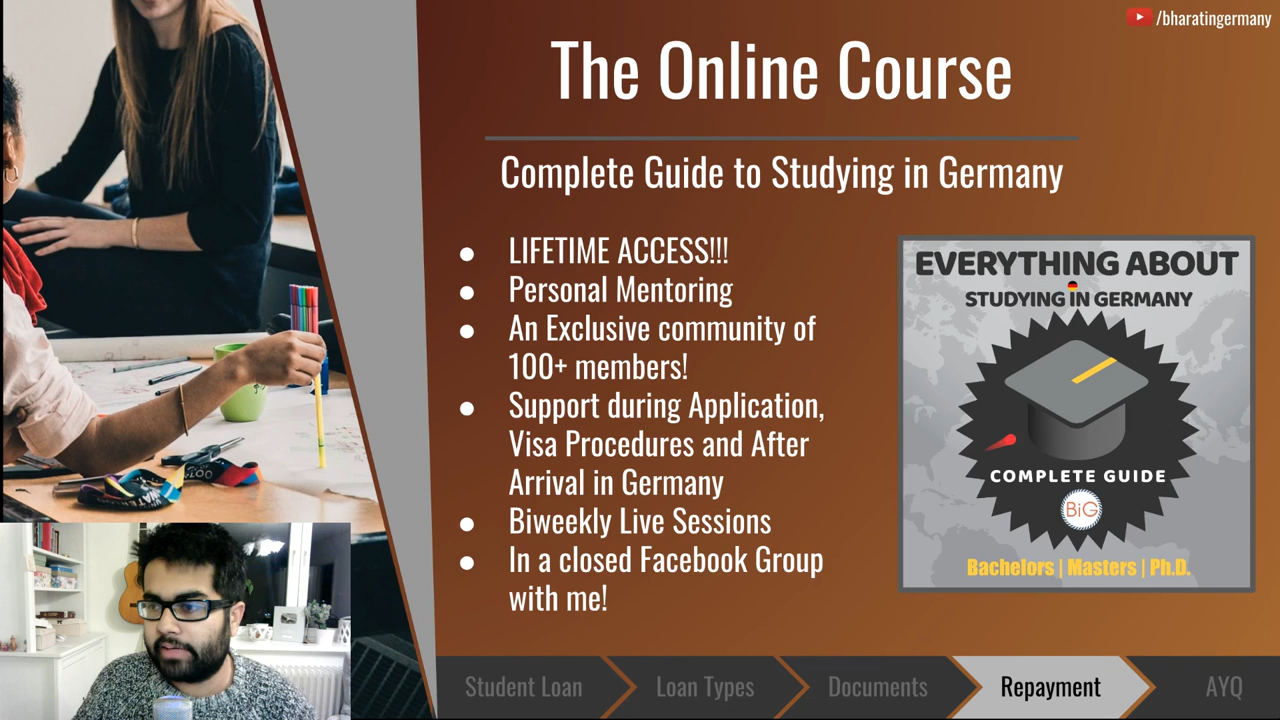 /bharatingermany
The Online Course
Complete Guide to Studying in Germany
● LIFETIME ACCESS!!!
● Personal Mentoring
● An Exclusive community of
100+ members!
● Support during Application,
Visa Procedures and After
Arrival in Germany
● Biweekly Live Sessions
● In a closed Facebook Group
with me!
EVERYTHING ABOUT
STUDYING IN GERMANY
COMPLETE GUIDE
BiG
Bachelors | Masters | Ph.D.
Student Loan
Loan Types
Documents
Repayment
AYQ